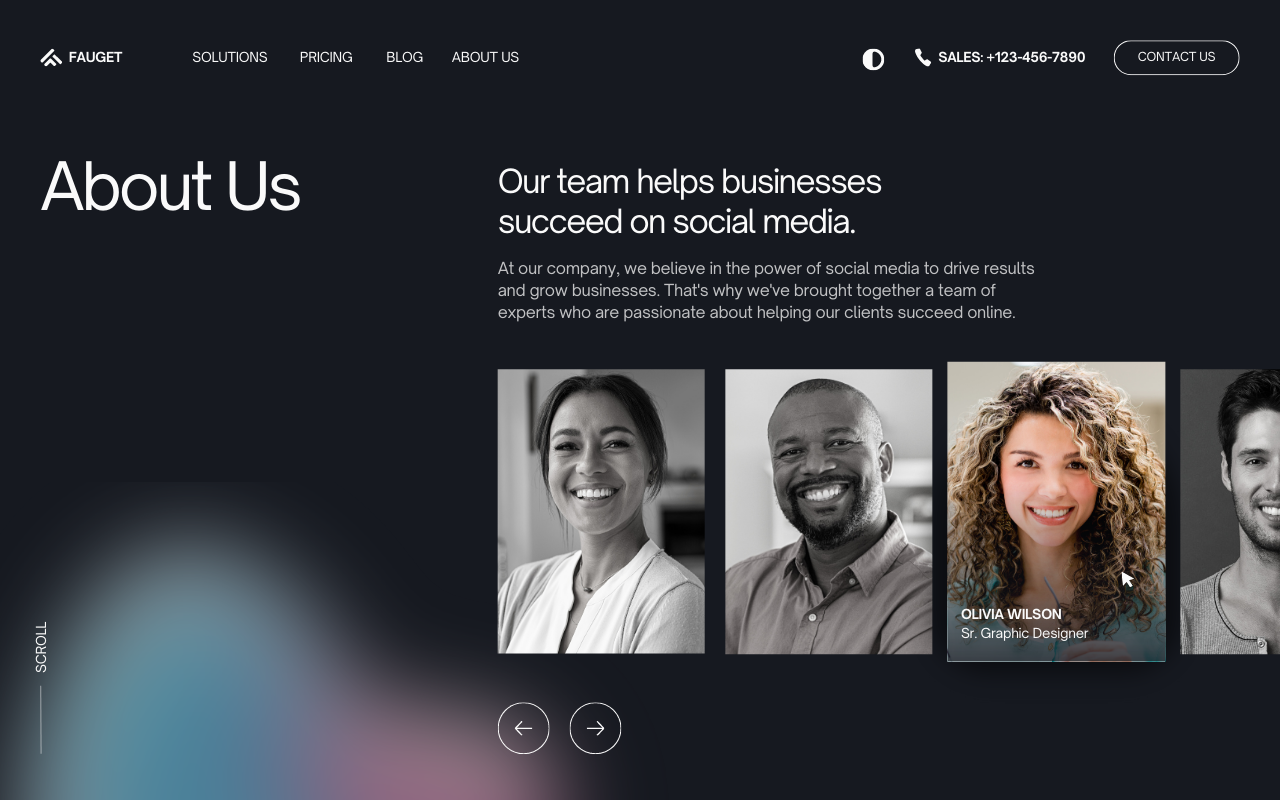 FAUGET
SOLUTIONS
PRICING
BLOG
ABOUT US
SALES: +123-456-7890
CONTACT US
About Us
Our team helps businesses
succeed on social media.
At our company, we believe in the power of social media to drive results
and grow businesses. That's why we've brought together a team of
experts who are passionate about helping our clients succeed online.
OLIVIA WILSON
Sr. Graphic Designer
SCROLL